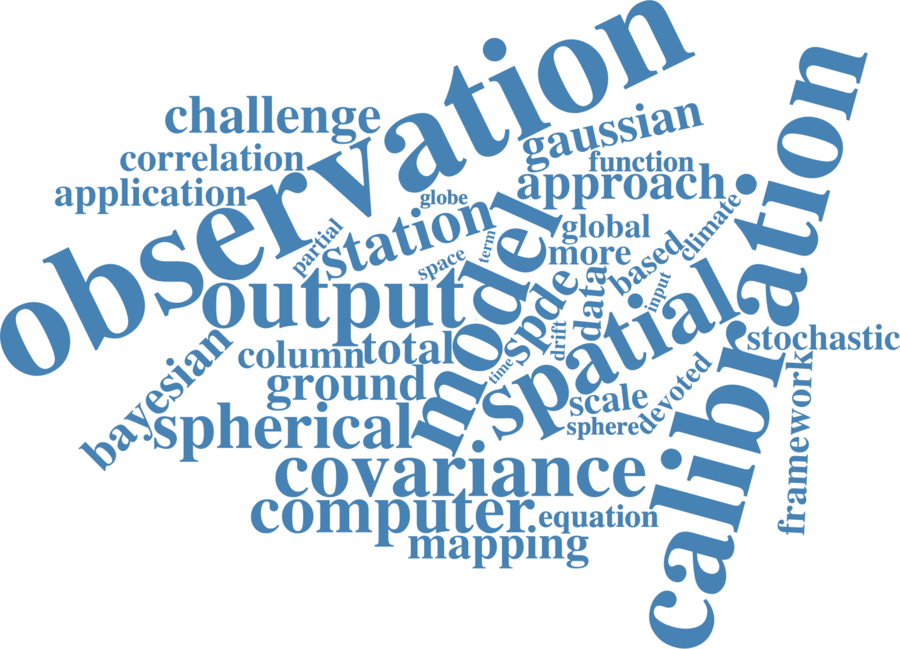 observation
challenge
gaussian
correlation
function
application
approach
calibration
globe
station
partial
global
climate
term
more
space
based
model
output
spde
data
input
drift
spatial
stochastic
bayesian
column
total
time
framework
ground
scale
devoted
spherical
sphere
covariance
computer
equation
mapping